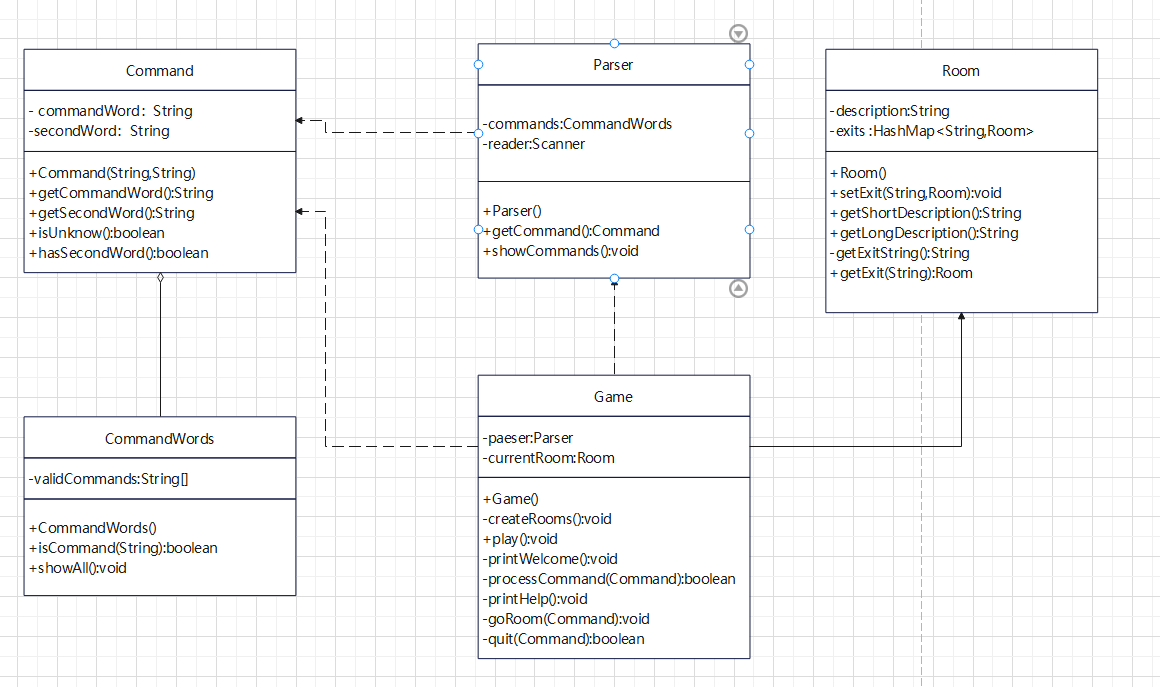 Command
- commandWord：String
-secondWord：String
+Command(String,String)
+getCommandWord():String
+getSecondWord():String
+isUnknow():boolean
+hasSecondWord():boolean
Parser
-commands:CommandWords
-reader:Scanner
+Parser()
+getCommand():Command
+showCommands():void
Room
-description:String
-exits :HashMap<String,Room>
+Room()
+setExit(String,Room):void
+getShortDescription():String
+getLongDescription():String
-getExitString():String
+getExit(String):Room
CommandWords
-validCommands:String[]
+CommandWords()
+isCommand(String):boolean
+showAll():void
Game
-paeser:Parser
-currentRoom:Room
+Game()
-createRooms():void
+play():void
-printWelcome():void
-processCommand(Command):boolean
-printHelp():void
-goRoom(Command):void
-quit(Command):boolean